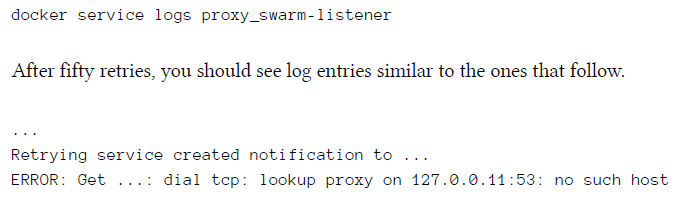 docker service logs proxy_swarm-listener
After fifty retries, you should see log entries similar to the ones that follow.
...
Retrying service created notification to ...
ERROR: Get ...: dial tcp: lookup proxy on 127.0.0.11:53: no such host